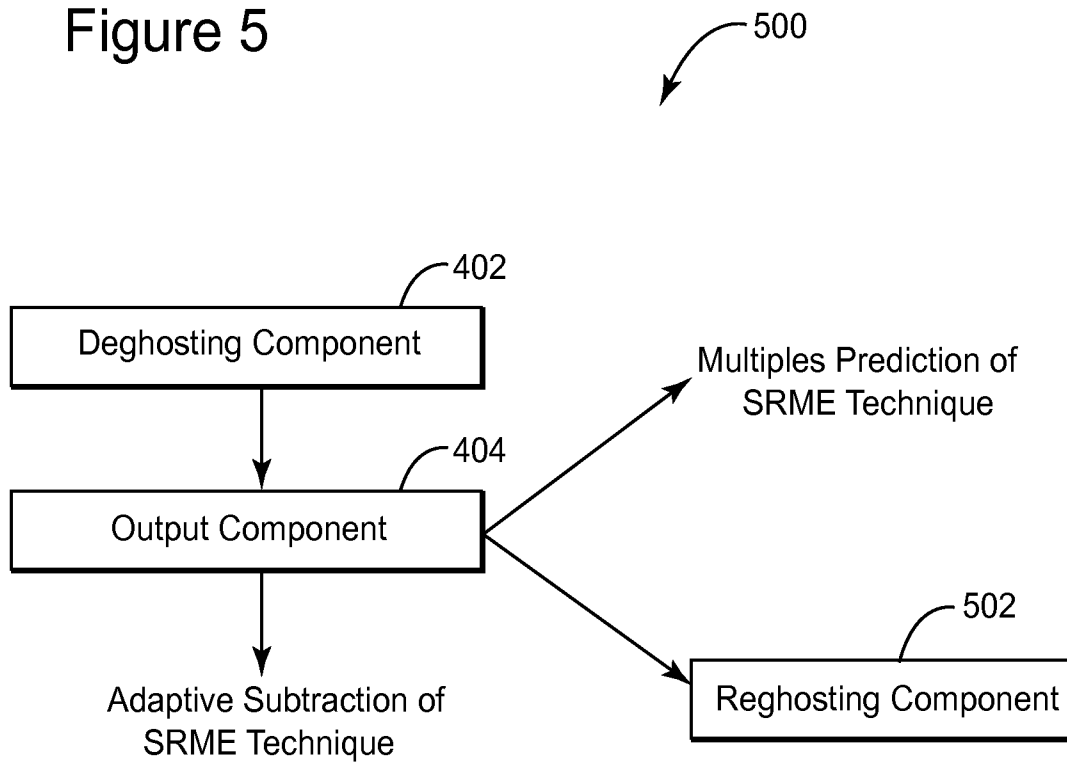 Figure 5
500
402
Deghosting Component
Multiples Prediction of
SRME Technique
404
Output Component
502
Reghosting Component
Adaptive Subtraction of
SRME Technique